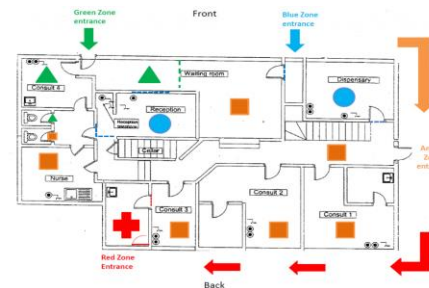 Green Zone
entrance
Front
Blue Zone
entrance
Waiting room
Dispensary
Consult 4
Reception
Cellar
Nurse
Consult 2
Consult 3
Consult 1
Red Zone
Entrance
Back